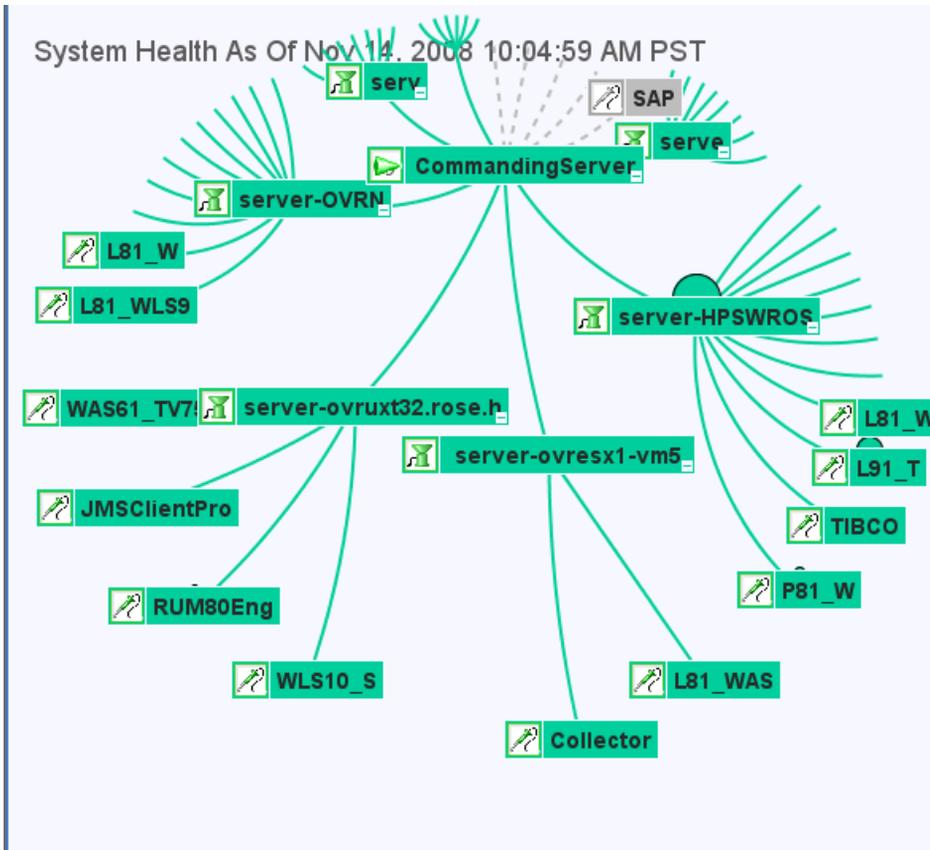 System Health As Of Nov 14. 2008 10:04:59 AM PST
serv
SAP
serve
CommandingServer
server-OVRN
L81_W
L81_WLS9
server-HPSWROS
WAS61_TV7
server-ovruxt32.rose.h
L81_W
server-ovresx1-vm5
L91_T
JMSClientPro
TIBCO
P81_W
RUM80Eng
WLS10_S
L81_WAS
Collector